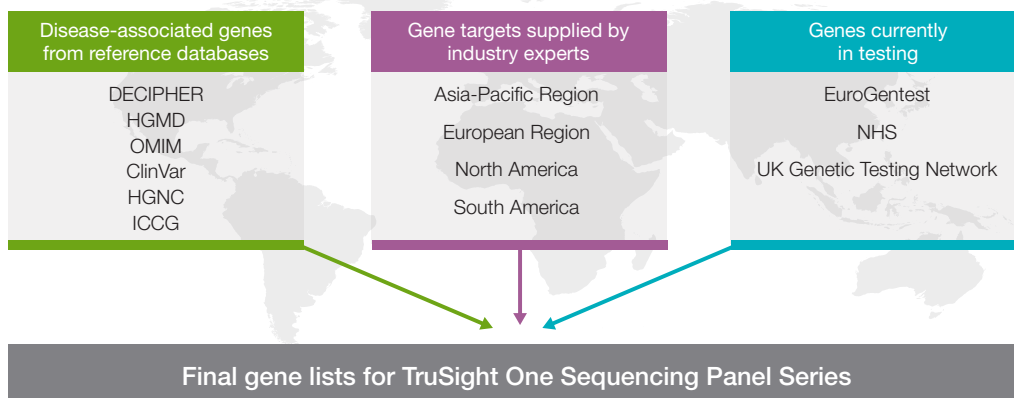 Disease-associated genes
from reference databases
DECIPHER
HGMD
OMIM
ClinVar
HGNC
ICCG
Gene targets supplied by
industry experts
Asia-Pacific Region
European Region
North America
South America
Genes currently
in testing
EuroGentest
NHS
UK Genetic Testing Network
Final gene lists for TruSight One Sequencing Panel Series